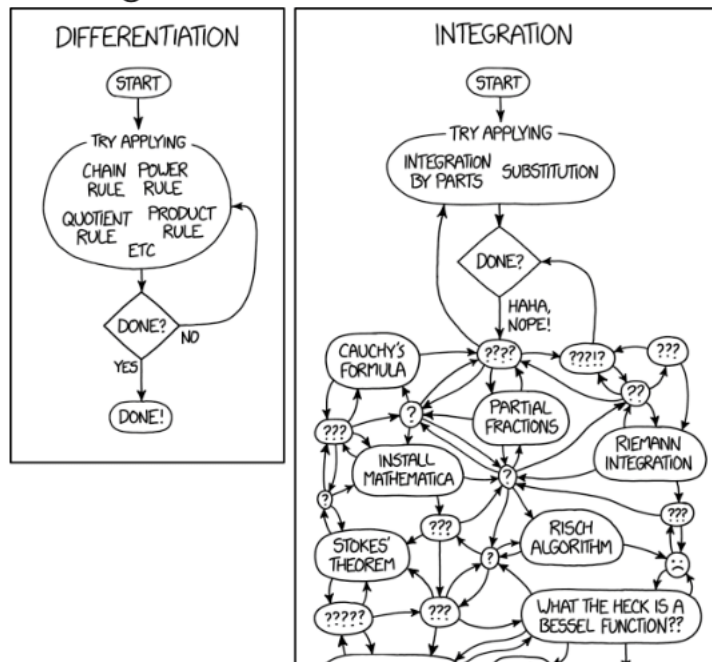 DIFFERENTIATION
START
TRY APPLYING
CHAIN RULE
POWER RULE
QUOTIENT RULE
PRODUCT RULE
ETC
DONE?
NO
YES
DONE!
INTEGRATION
START
TRY APPLYING
INTEGRATION BY PARTS
SUBSTITUTION
DONE?
HAHA, NOPE!
CAUCHY'S FORMULA
????
???!?
???
??
?
PARTIAL FRACTIONS
???
INSTALL MATHEMATICA
?
RIEMANN INTEGRATION
?
???
???
RISCH ALGORITHM
STOKES' THEOREM
?
?????
???
WHAT THE HECK IS A BESSEL FUNCTION??